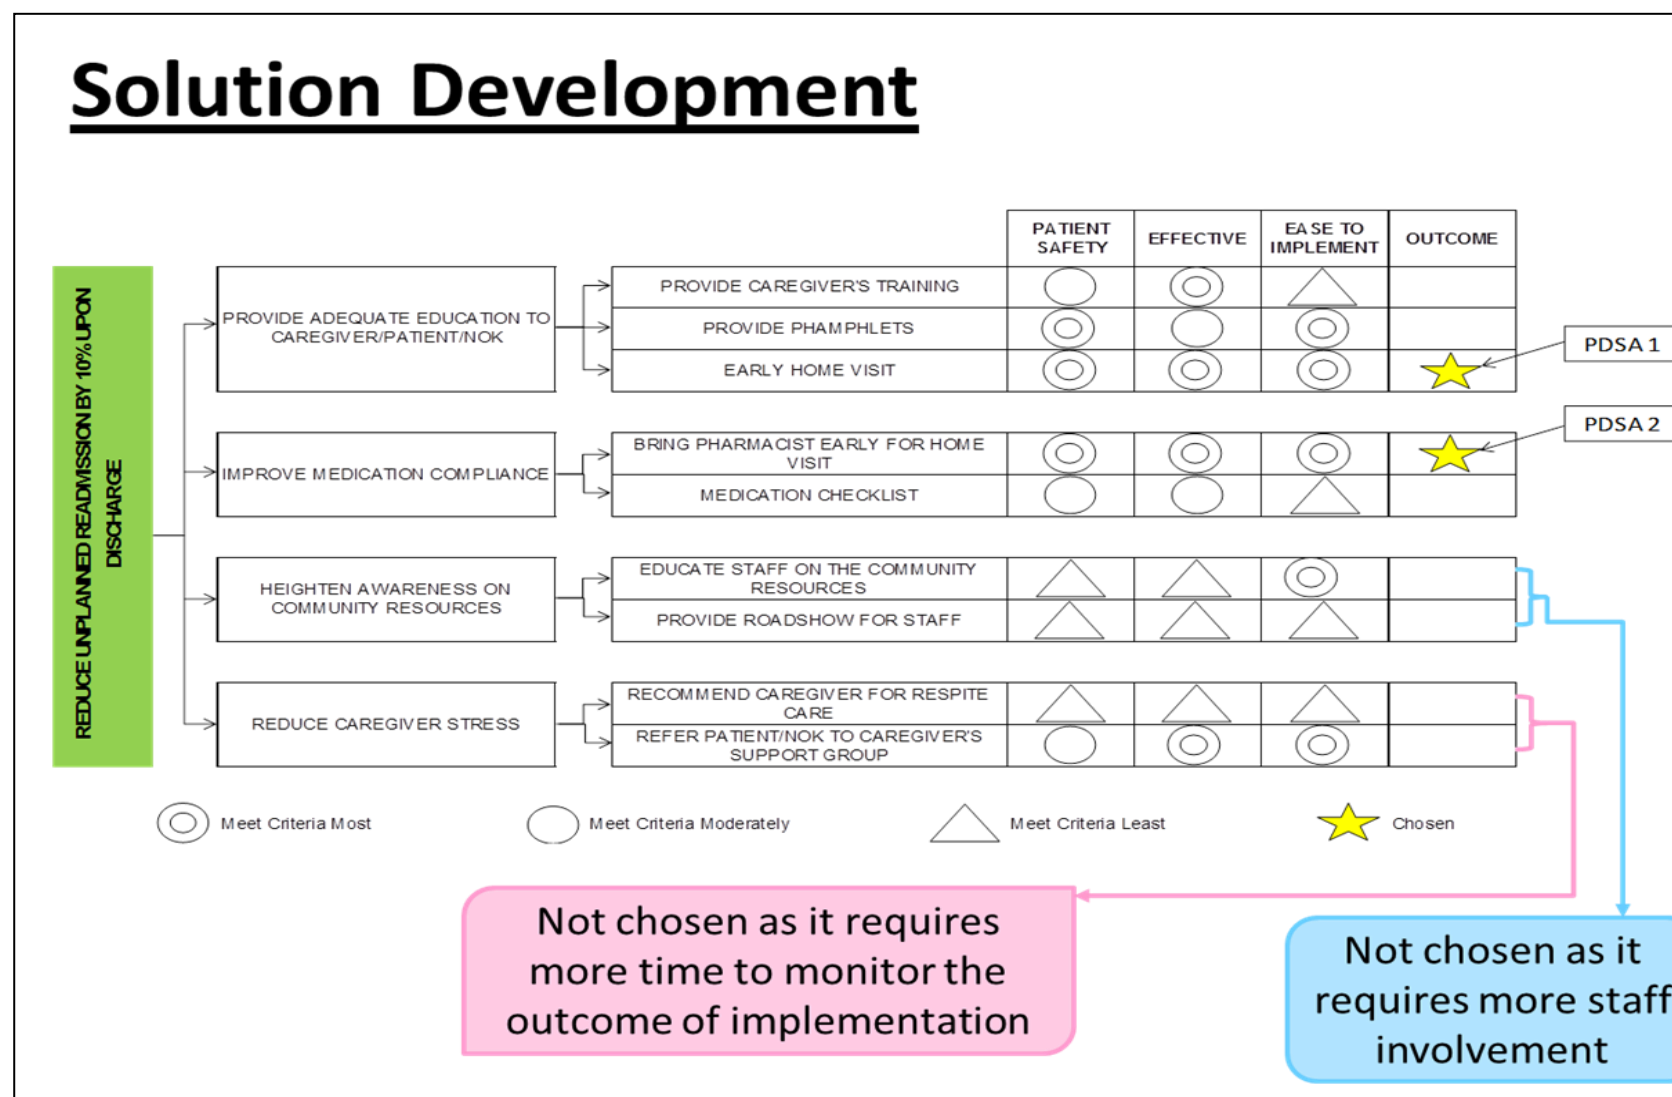 Solution Development
PATIENT
SAFETY
EFFECTIVE
EASE TO
IMPLEMENT
OUTCOME
REDUCE UNPLANNED READMISSION BY 10% UPON
DISCHARGE
PROVIDE ADEQUATE EDUCATION TO
CAREGIVER/PATIENT/NOK
PROVIDE CAREGIVER'S TRAINING
PROVIDE PHAMPHLETS
EARLY HOME VISIT
PDSA 1
IMPROVE MEDICATION COMPLIANCE
BRING PHARMACIST EARLY FOR HOME
VISIT
MEDICATION CHECKLIST
PDSA 2
HEIGHTEN AWARENESS ON
COMMUNITY RESOURCES
EDUCATE STAFF ON THE COMMUNITY
RESOURCES
PROVIDE ROADSHOW FOR STAFF
REDUCE CAREGIVER STRESS
RECOMMEND CAREGIVER FOR RESPITE
CARE
REFER PATIENT/NOK TO CAREGIVER'S
SUPPORT GROUP
Meet Criteria Most
Meet Criteria Moderately
Meet Criteria Least
Chosen
Not chosen as it requires
more time to monitor the
outcome of implementation
Not chosen as it
requires more staff
involvement